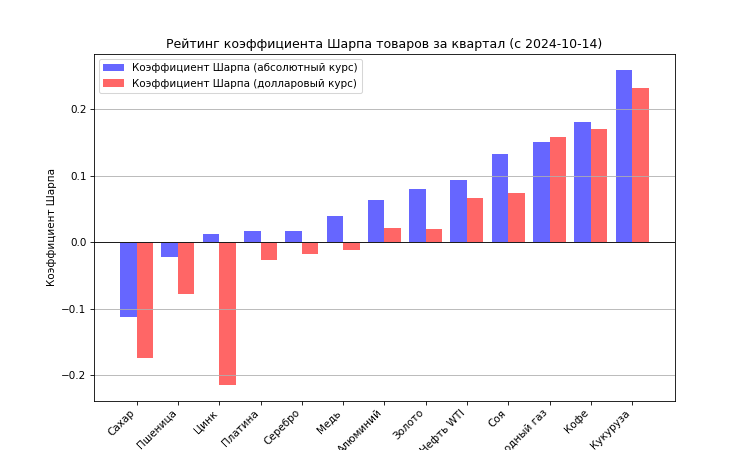 Рейтинг коэффициента Шарпа товаров за квартал (с 2024-10-14)
Коэффициент Шарпа (абсолютный курс)
Коэффициент Шарпа (долларовый курс)
Коэффициент Шарпа
0.2
0.1
0.0
−0.1
−0.2
Сахар
Пшеница
Цинк
Платина
Серебро
Медь
Алюминий
Золото
Нефть WTI
Соя
газ
Кофе
Кукуруза